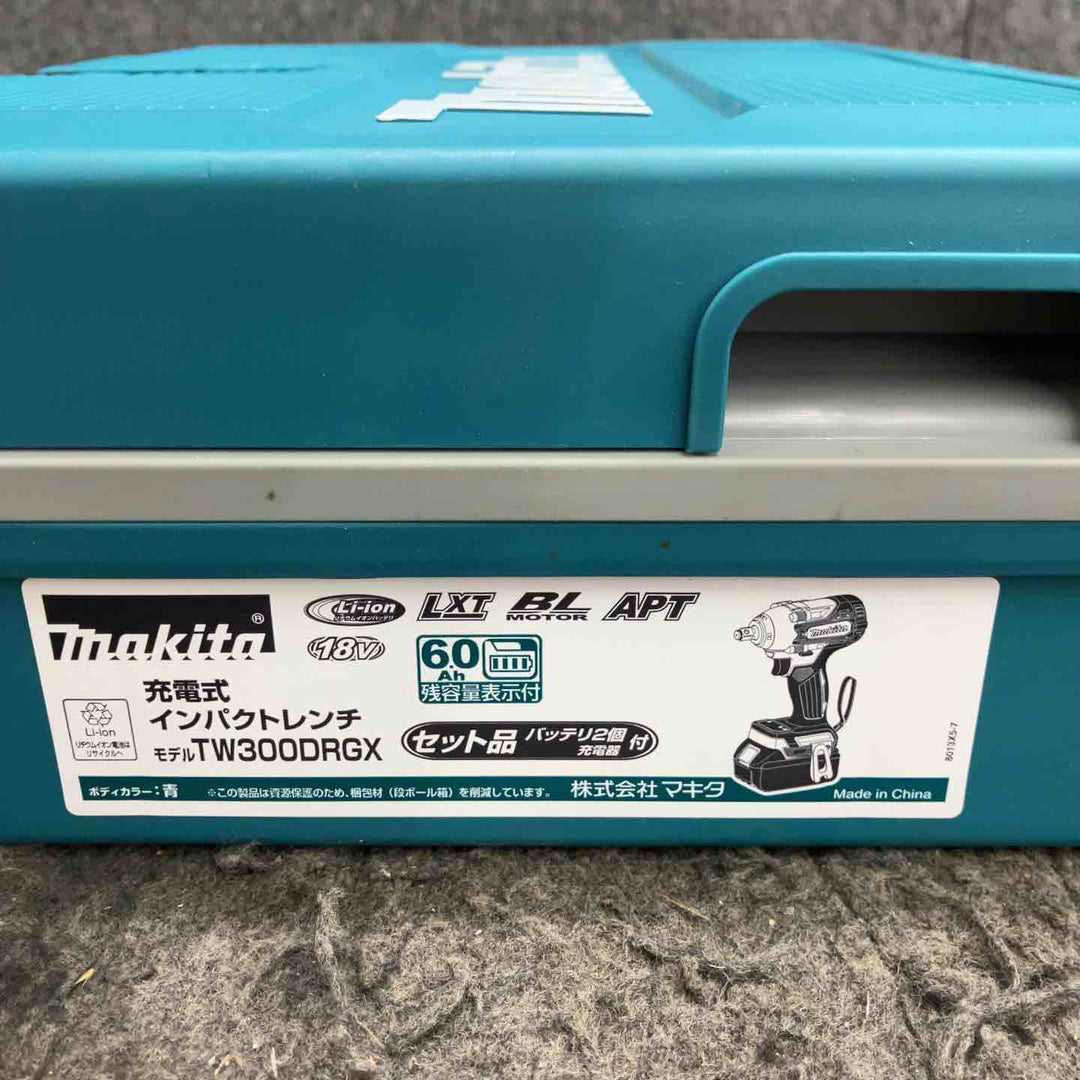 makita®
Li-ion
リチウムイオンバッテリ
LXT
BL
MOTOR
APT
18V
6.0
Ah
残容量表示付
充電式
インパクトレンチ
モデルTW300DRGX
Li-ion
リチウムイオン電池は
リサイクルへ
セット品 バッテリ2個
充電器 付
makita
8013X5-7
ボディカラー:青 ※この製品は資源保護のため、梱包材(段ボール箱)を削減しています。 株式会社マキタ Made in China